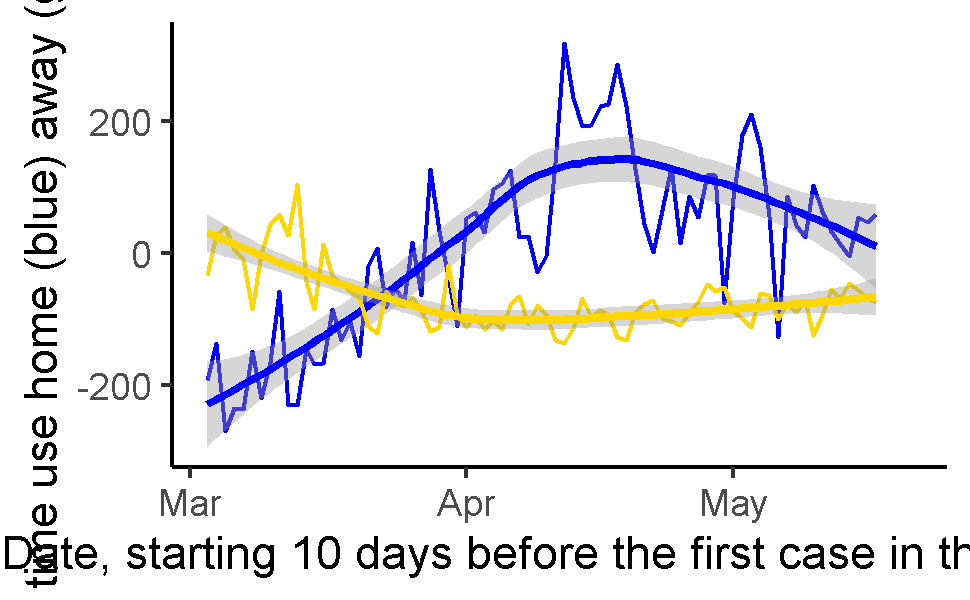 time use home (blue) away (
200
0
-200
Mar Apr May
Date, starting 10 days before the first case in th